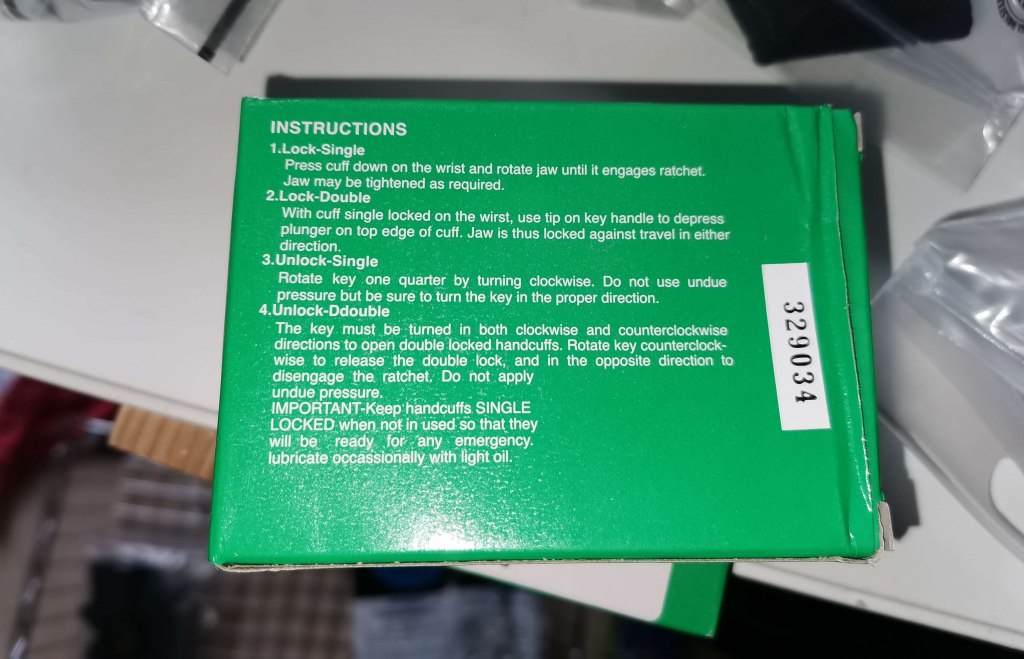 INSTRUCTIONS
1.Lock-Single
Press cuff down on the wrist and rotate jaw until it engages ratchet.
Jaw may be tightened as required.
2.Lock-Double
With cuff single locked on the wirst, use tip on key handle to depress
plunger on top edge of cuff. Jaw is thus locked against travel in either
direction.
3.Unlock-Single
Rotate key one quarter by turning clockwise. Do not use undue
pressure but be sure to turn the key in the proper direction.
4.Unlock-Ddouble
The key must be turned in both clockwise and counterclockwise
directions to open double locked handcuffs. Rotate key counterclock-
wise to release the double lock, and in the opposite direction to
disengage the ratchet. Do not apply
undue pressure.
IMPORTANT-Keep handcuffs SINGLE
LOCKED when not in used so that they
will be ready for any emergency.
lubricate occassionally with light oil.
329034